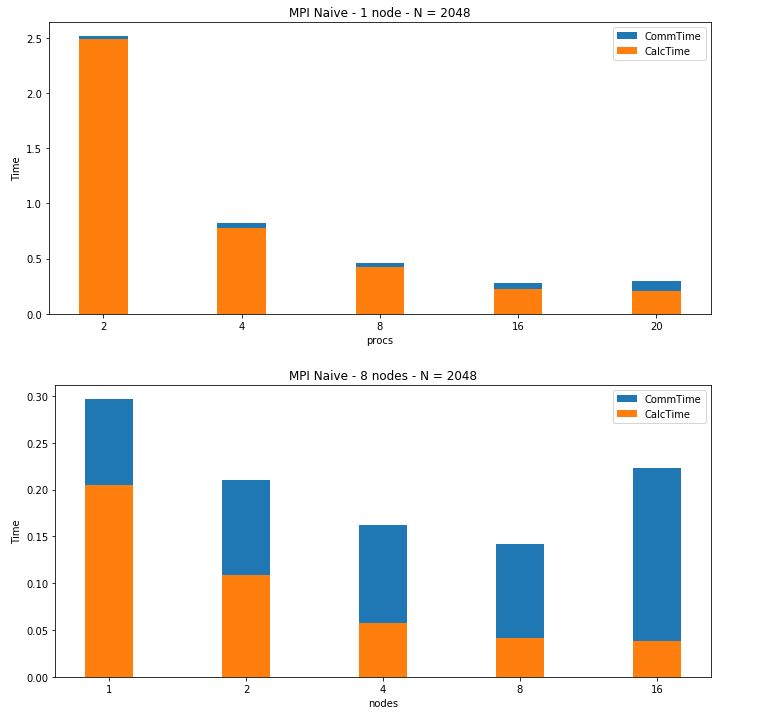 MPI Naive - 1 node - N = 2048
CommTime
CalcTime
2.5
2.0
1.5
1.0
0.5
0.0
Time
2 4 8 16 20
procs
MPI Naive - 8 nodes - N = 2048
CommTime
CalcTime
0.30
0.25
0.20
0.15
0.10
0.05
0.00
Time
1 2 4 8 16
nodes